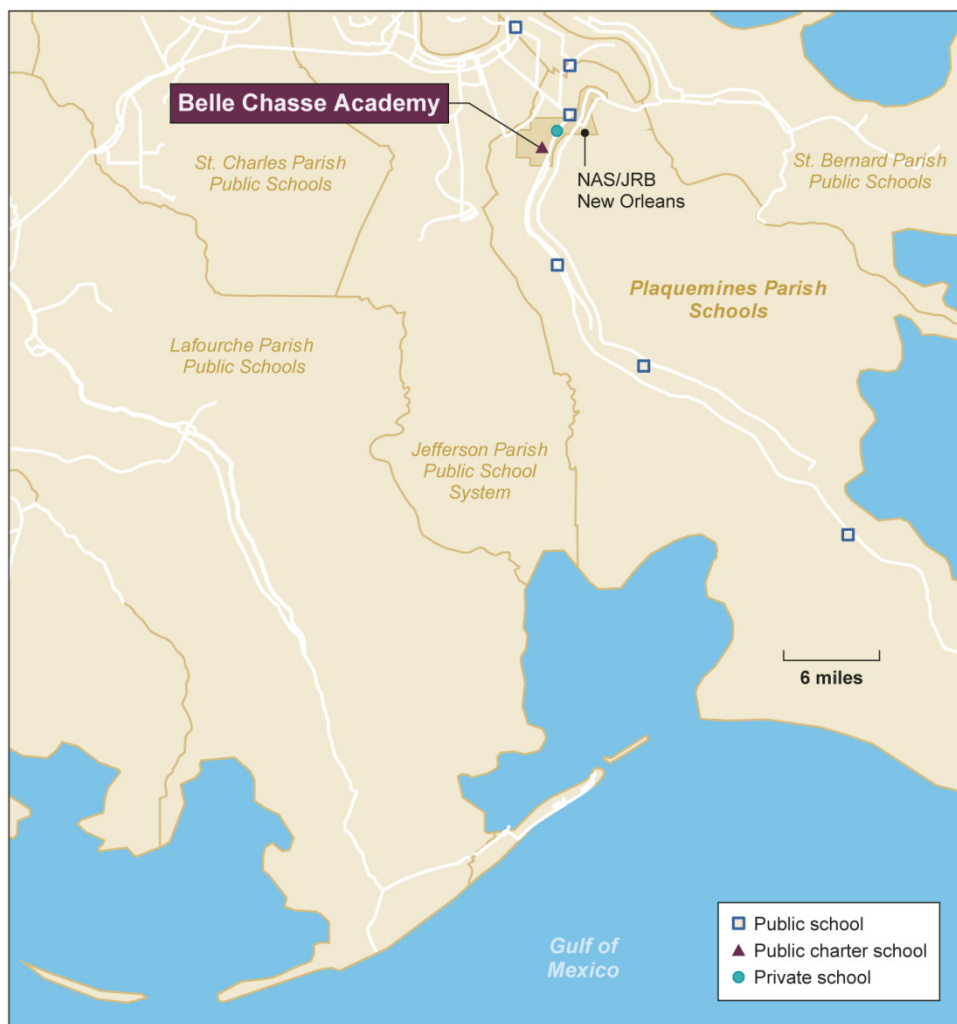 Belle Chasse Academy
St. Charles Parish
Public Schools
St. Bernard Parish
Public Schools
NAS/JRB
New Orleans
Plaquemines Parish
Schools
Lafourche Parish
Public Schools
Jefferson Parish
Public School
System
6 miles
Gulf of
Mexico
Public school
Public charter school
Private school